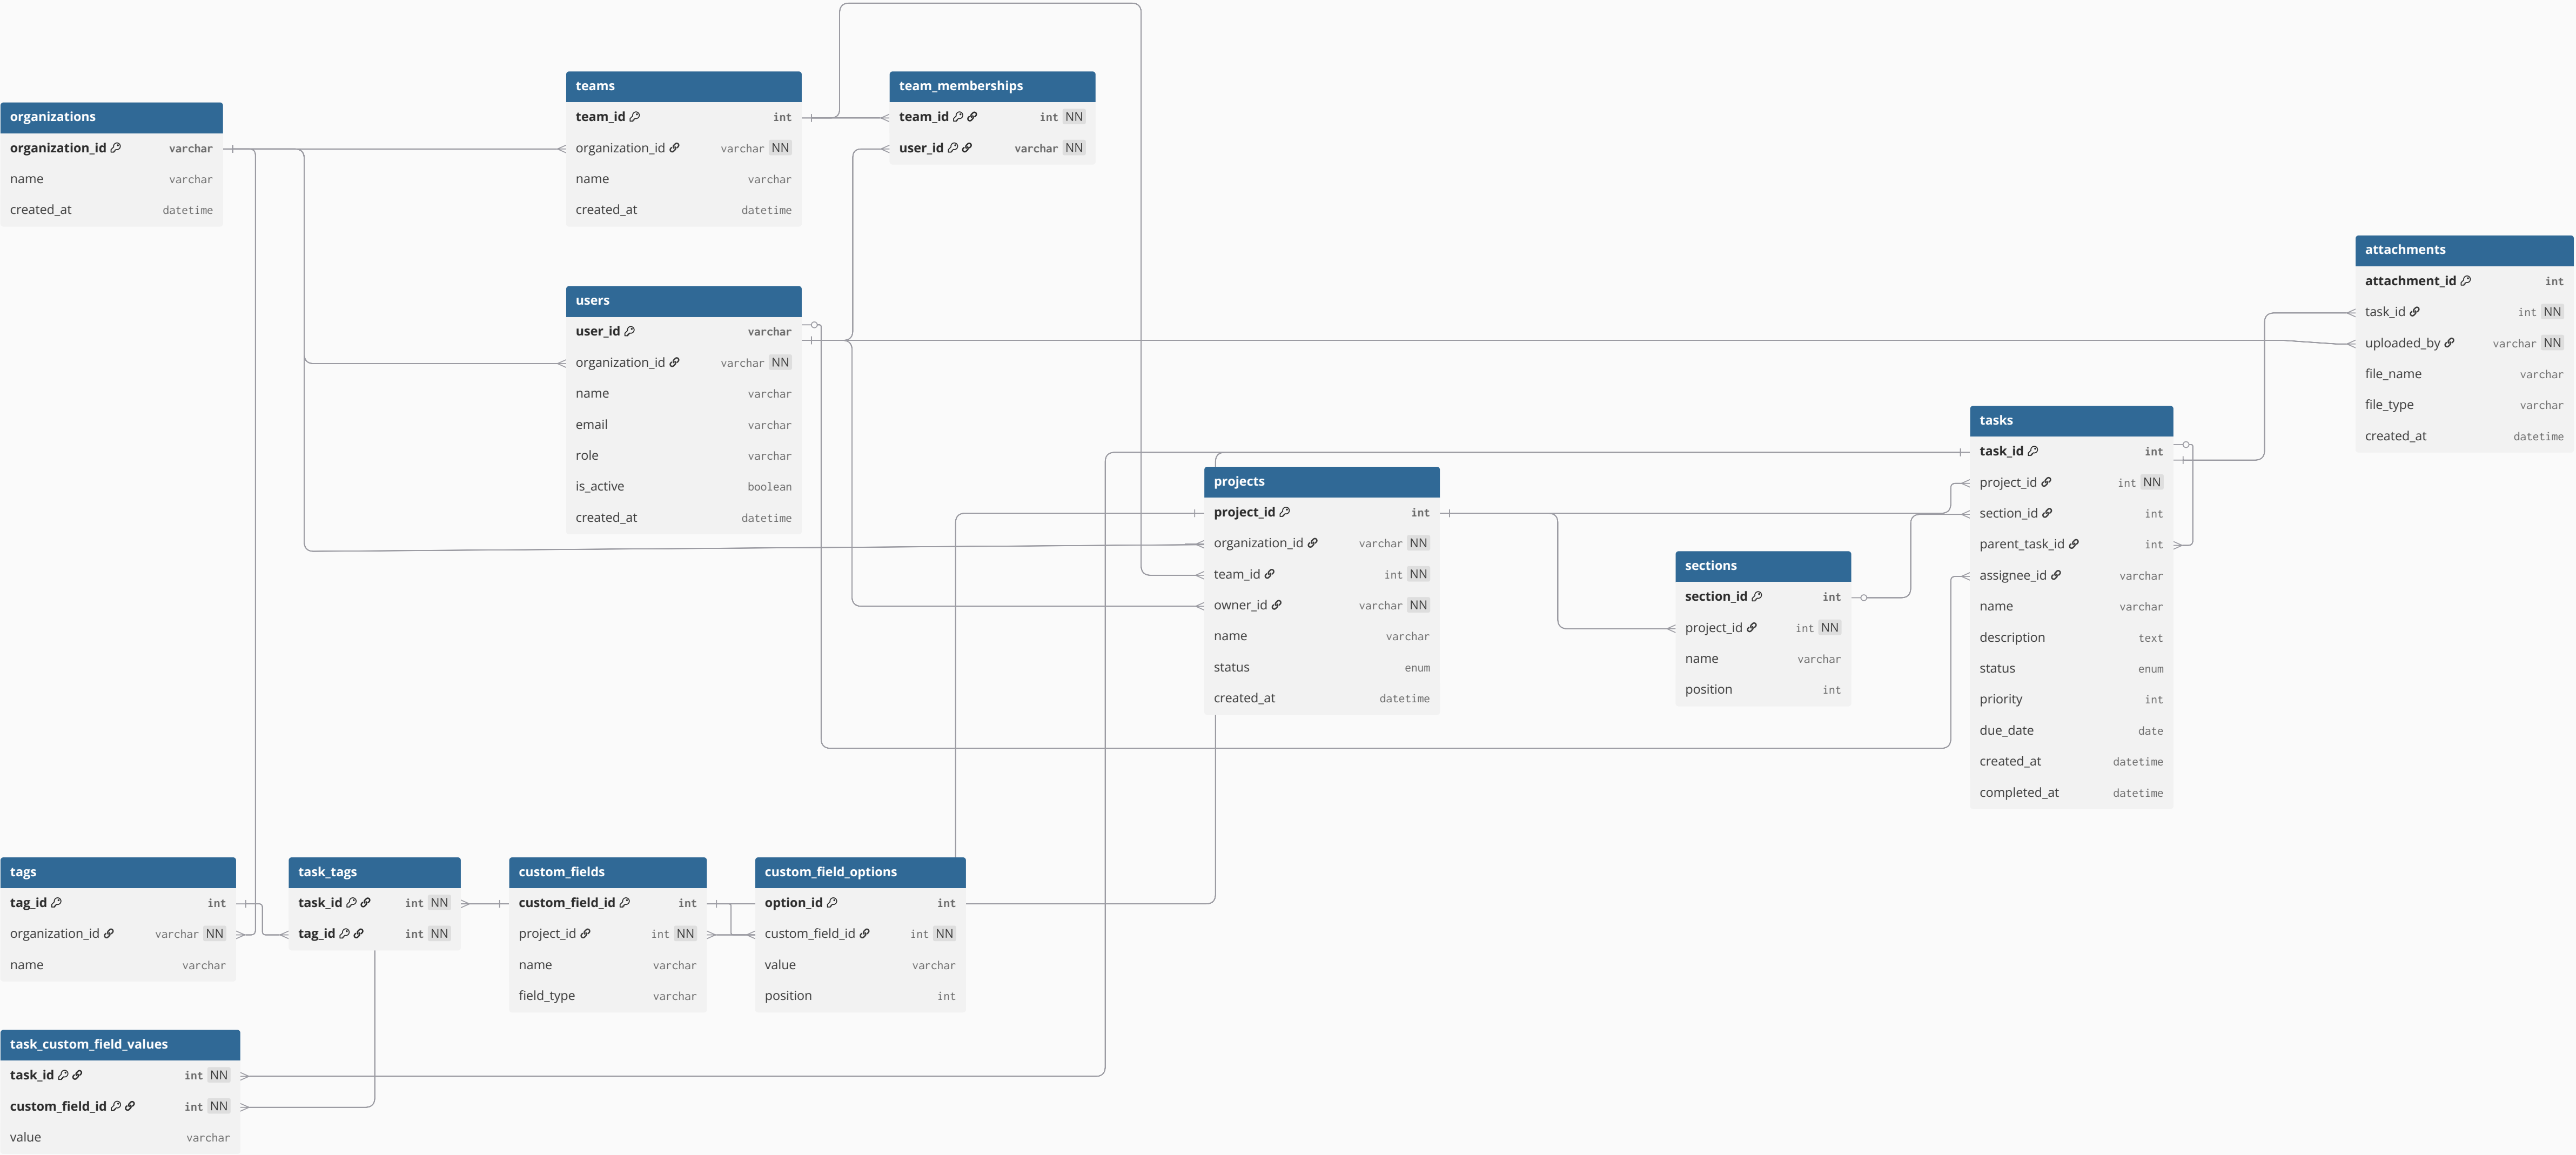 teams
team_id int
organization_id varchar NN
name varchar
created_at datetime
team_memberships
team_id int NN
user_id varchar NN
organizations
organization_id varchar
name varchar
created_at datetime
users
user_id varchar
organization_id varchar NN
name varchar
email varchar
role varchar
is_active boolean
created_at datetime
attachments
attachment_id int
task_id int NN
uploaded_by varchar NN
file_name varchar
file_type varchar
created_at datetime
projects
project_id int
organization_id varchar NN
team_id int NN
owner_id varchar NN
name varchar
status enum
created_at datetime
sections
section_id int
project_id int NN
name varchar
position int
tasks
task_id int
project_id int NN
section_id int
parent_task_id int
assignee_id varchar
name varchar
description text
status enum
priority int
due_date date
created_at datetime
completed_at datetime
tags
tag_id int
organization_id varchar NN
name varchar
task_tags
task_id int NN
tag_id int NN
custom_fields
custom_field_id int
project_id int NN
name varchar
field_type varchar
custom_field_options
option_id int
custom_field_id int NN
value varchar
position int
task_custom_field_values
task_id int NN
custom_field_id int NN
value varchar